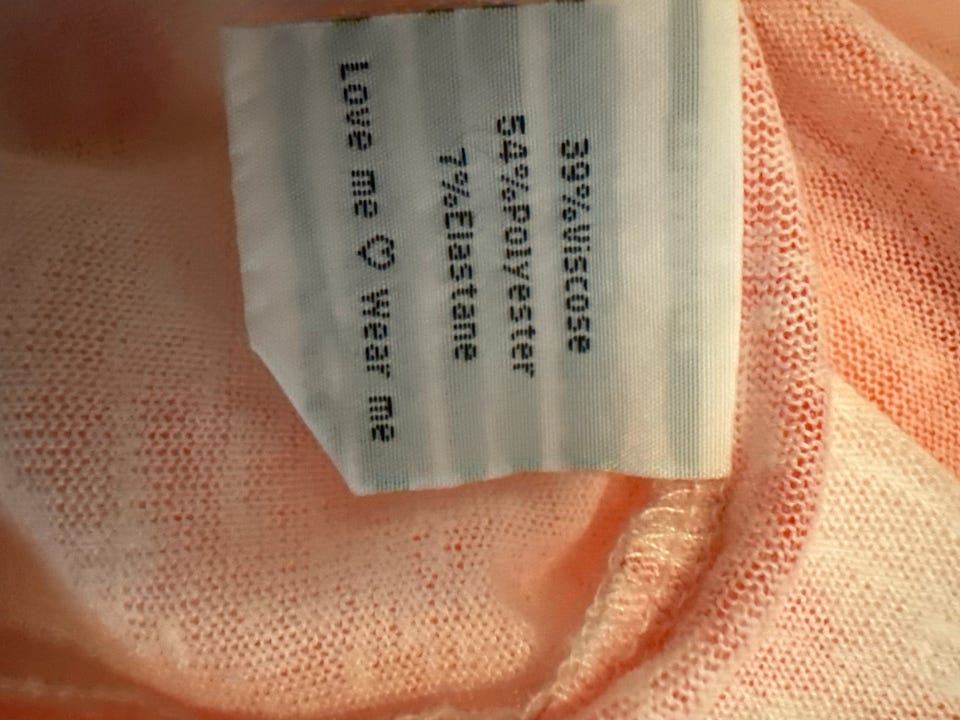 39%Viscose
54%Polyester
7%Elastane
Love me ♡ wear me